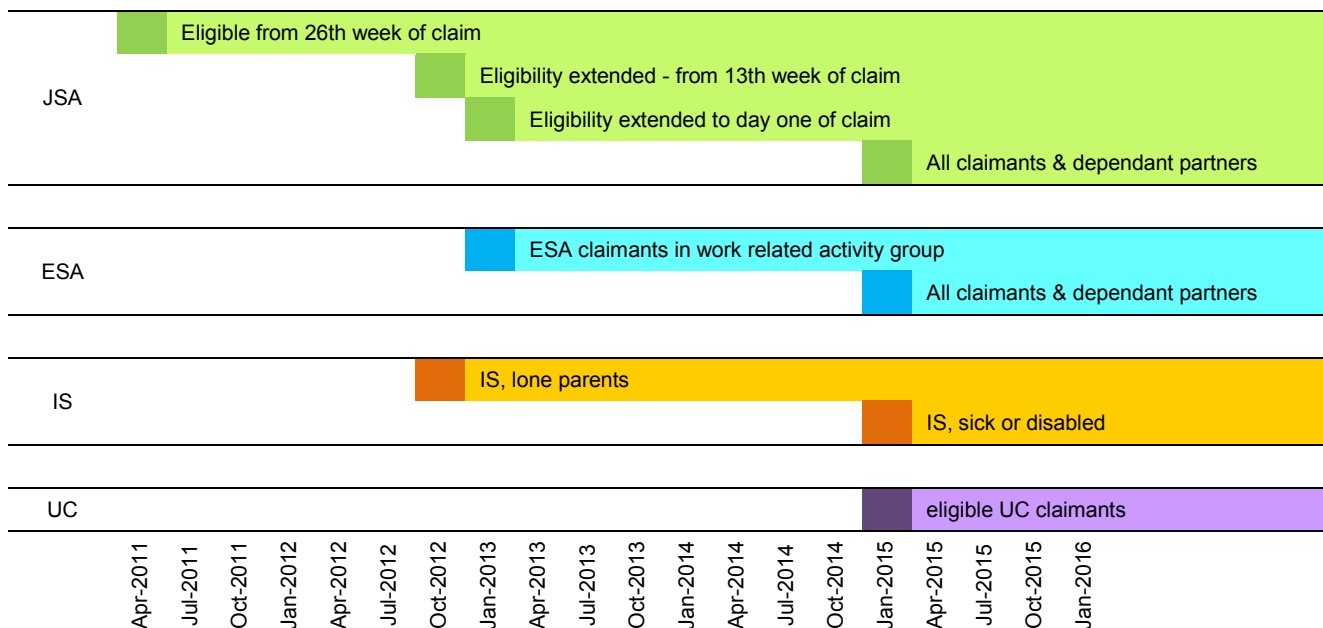 JSA
Eligible from 26th week of claim
Eligibility extended - from 13th week of claim
Eligibility extended to day one of claim
All claimants & dependant partners
ESA
ESA claimants in work related activity group
All claimants & dependant partners
IS
IS, lone parents
IS, sick or disabled
UC
eligible UC claimants
Apr-2011
Jul-2011
Oct-2011
Jan-2012
Apr-2012
Jul-2012
Oct-2012
Jan-2013
Apr-2013
Jul-2013
Oct-2013
Jan-2014
Apr-2014
Jul-2014
Oct-2014
Jan-2015
Apr-2015
Jul-2015
Oct-2015
Jan-2016